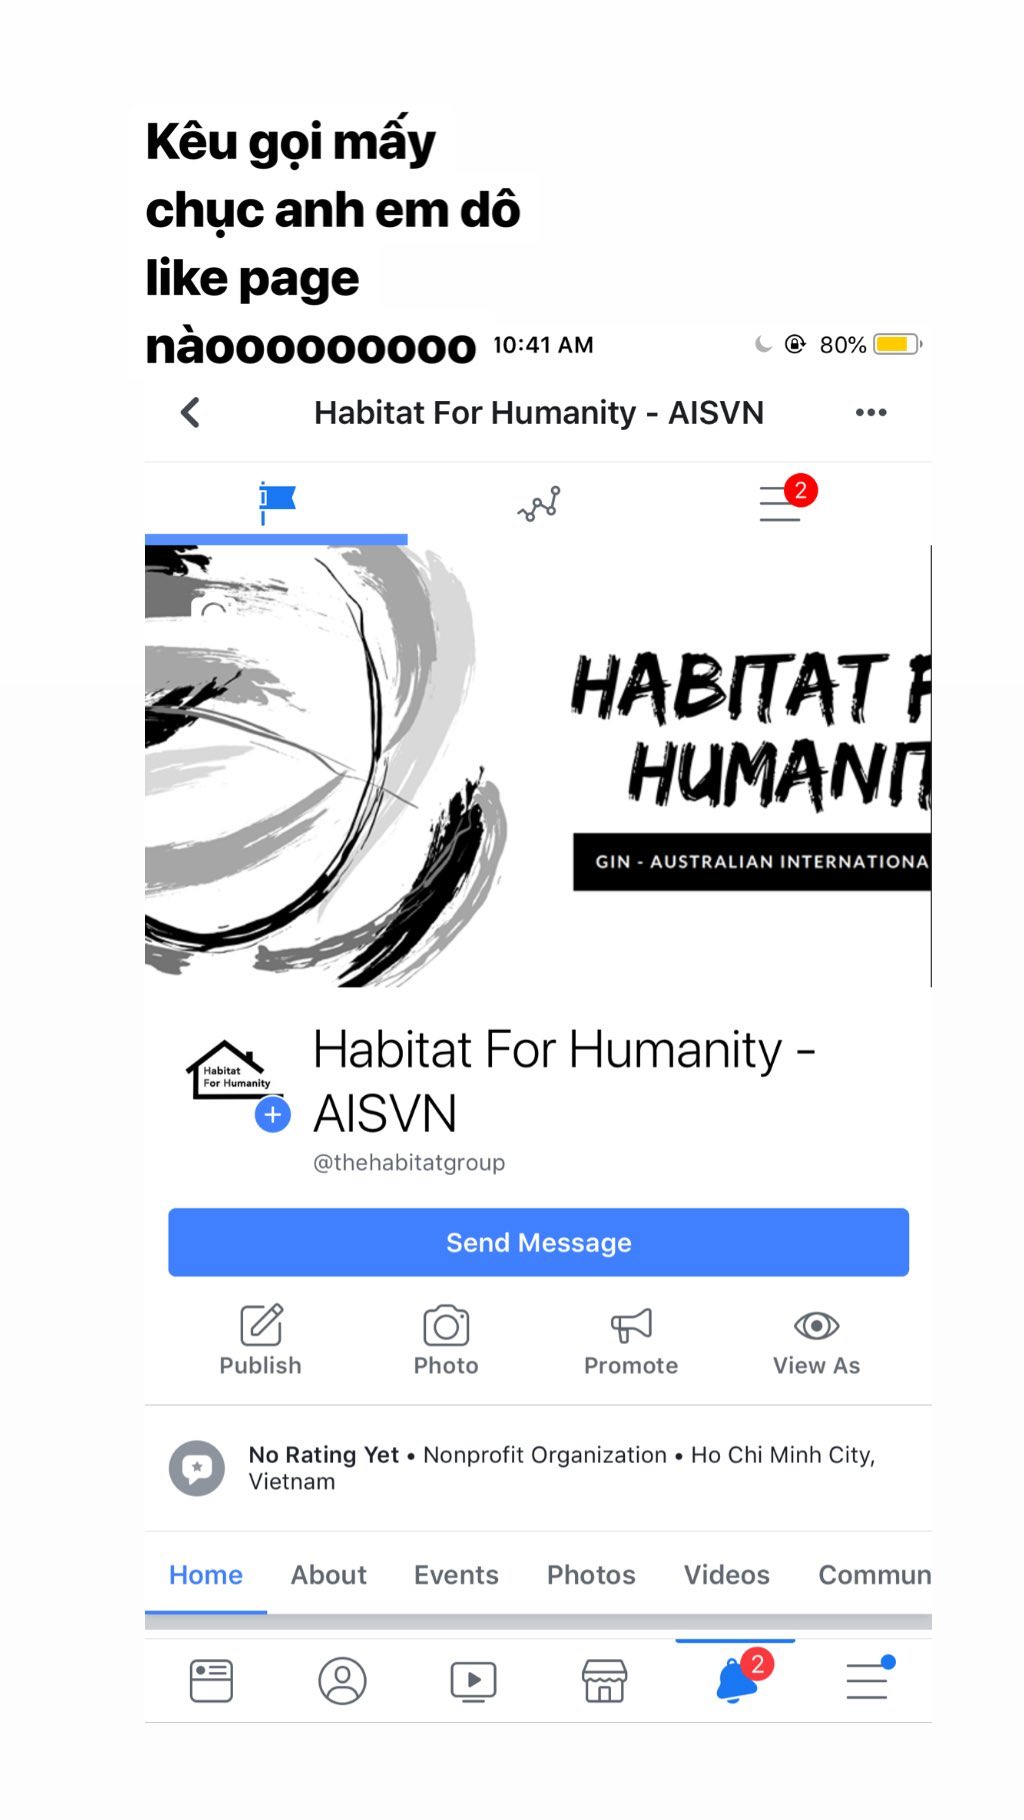 Kêu gọi mấy
chục anh em dô
like page
nàoooooooooo
10:41 AM 80%
Habitat For Humanity - AISVN
2
HABITAT F
HUMANIT
GIN - AUSTRALIAN INTERNATIONA
Habitat
For Humanity
Habitat For Humanity -
AISVN
@thehabitatgroup
Send Message
Publish Photo Promote View As
No Rating Yet • Nonprofit Organization • Ho Chi Minh City,
Vietnam
Home About Events Photos Videos Commun
2